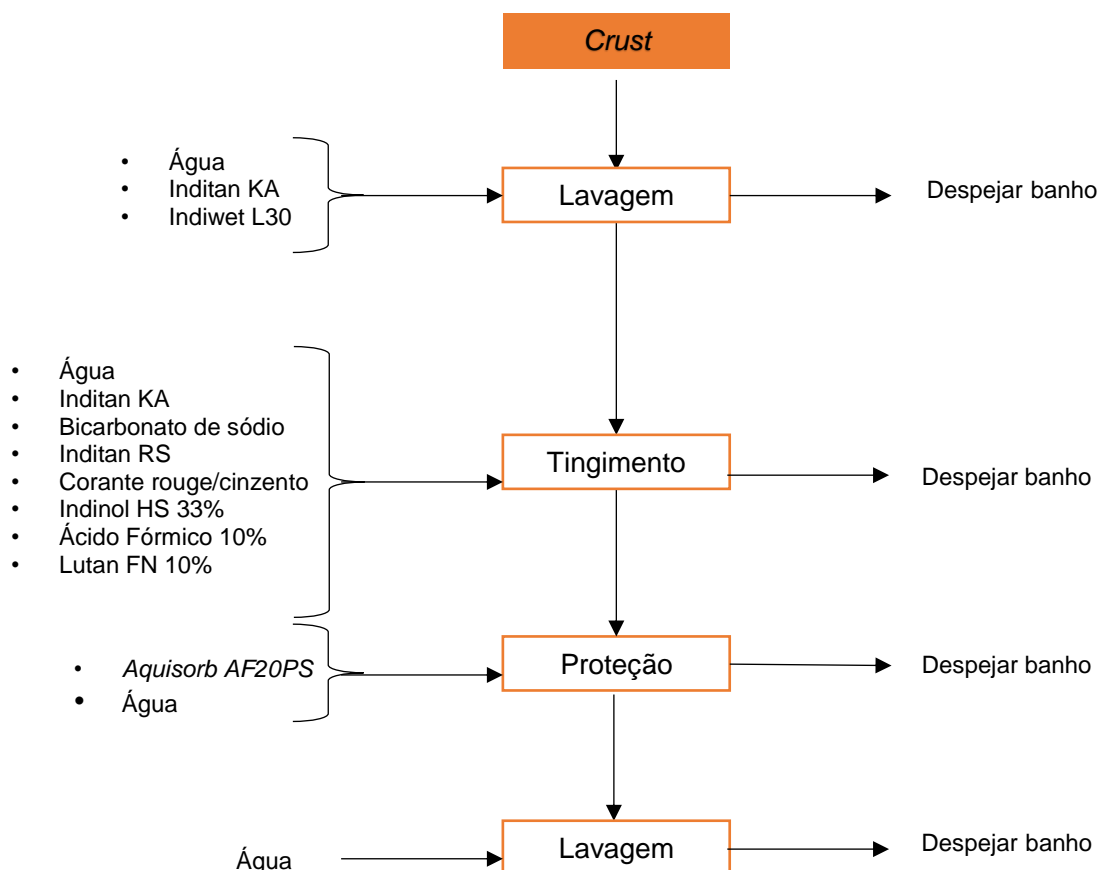 Crust
• Água
• Inditan KA
• Indiwet L30
Lavagem
Despejar banho
• Água
• Inditan KA
• Bicarbonato de sódio
• Inditan RS
• Corante rouge/cinzento
• Indinol HS 33%
• Ácido Fórmico 10%
• Lutan FN 10%
Tingimento
Despejar banho
• Aquisorb AF20PS
• Água
Proteção
Despejar banho
Água
Lavagem
Despejar banho